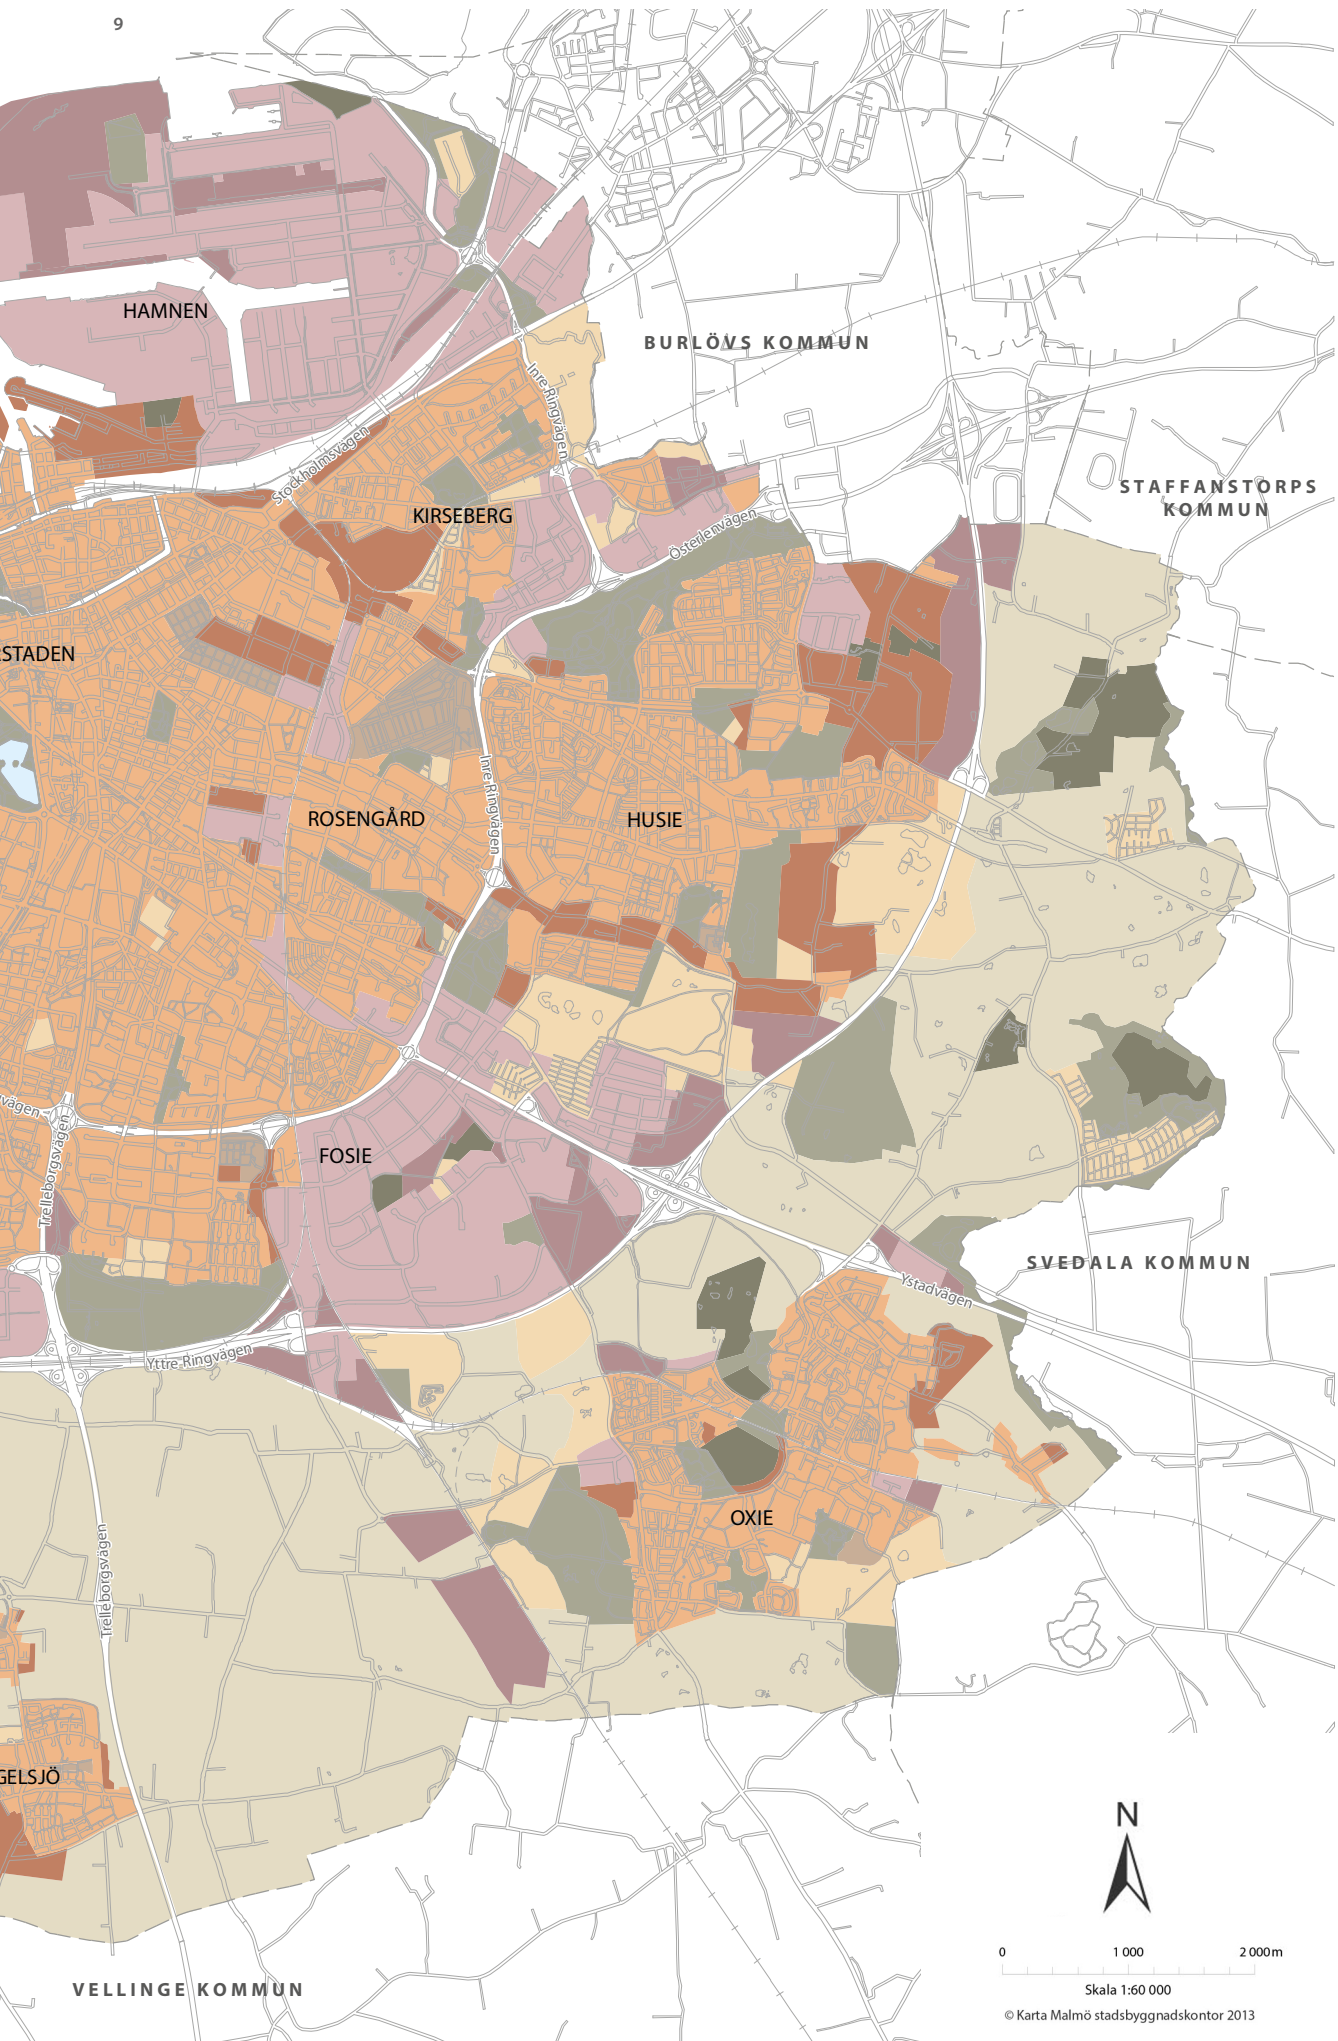 9
HAMNEN
BURLÖVS KOMMUN
Inre Ringvägen
Stockholmsvägen
STAFFANSTORPS
KOMMUN
KIRSEBERG
Österlenvägen
RSTADEN
Inre Ringvägen
ROSENGÅRD
HUSIE
vägen
Trelleborgsvägen
FOSIE
SVEDALA KOMMUN
Ystadvägen
Yttre Ringvägen
OXIE
Trelleborgsvägen
GELSJÖ
N
0 1 000 2 000m
Skala 1:60 000
VELLINGE KOMMUN
© Karta Malmö stadsbyggnadskontor 2013